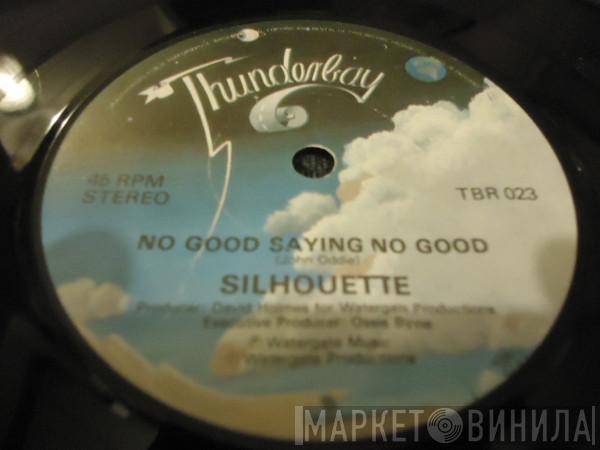 Thunderbay
45 RPM
STEREO
TBR 023
NO GOOD SAYING NO GOOD
(John Oddie)
SILHOUETTE
Producer: David Holmes for Watergate Productions
Executive Producer: Ossie Byrne
℗ Watergate Music
Watergate Productions
МАРКЕТ ВИНИЛА